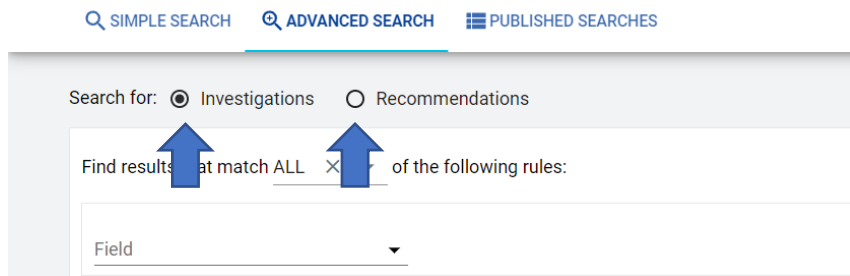 SIMPLE SEARCH ADVANCED SEARCH PUBLISHED SEARCHES
Search for: Investigations Recommendations
Find results at match ALL × of the following rules:
Field